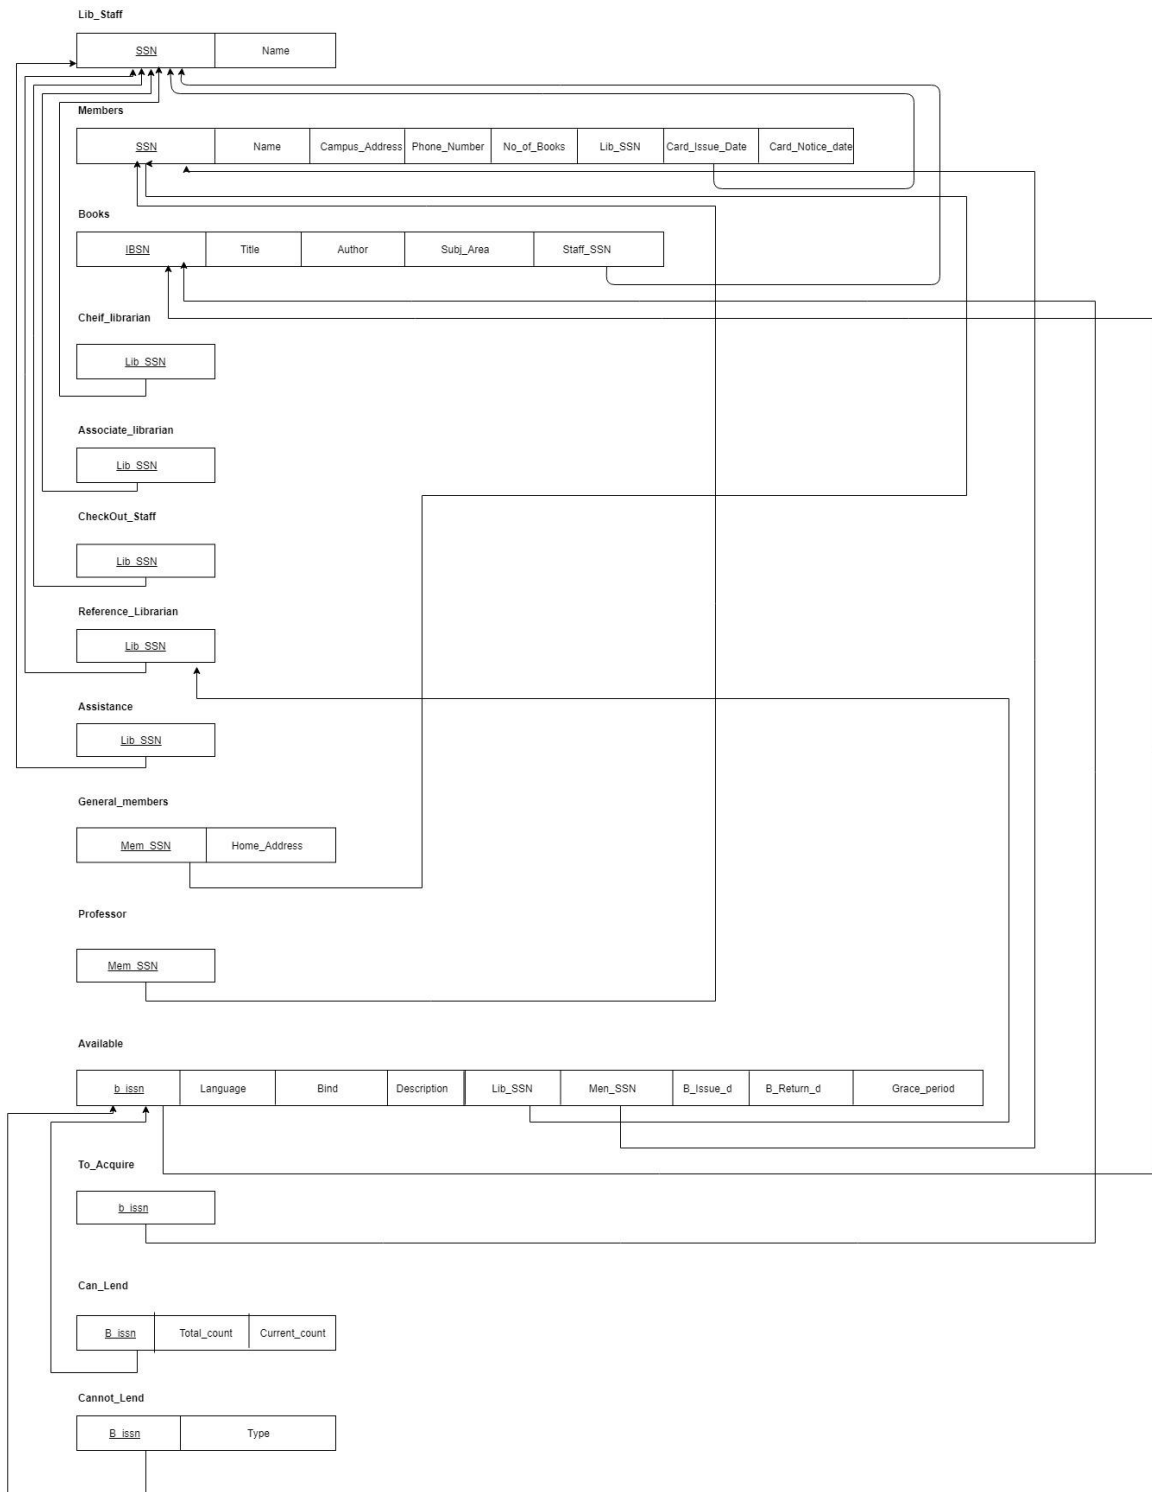 Lib_Staff
SSN Name
Members
SSN Name Campus_Address Phone_Number No_of_Books Lib_SSN Card_Issue_Date Card_Notice_date
Books
IBSN Title Author Subj_Area Staff_SSN
Cheif_librarian
Lib_SSN
Associate_librarian
Lib_SSN
CheckOut_Staff
Lib_SSN
Reference_Librarian
Lib_SSN
Assistance
Lib_SSN
General_members
Mem_SSN Home_Address
Professor
Mem_SSN
Available
b_issn Language Bind Description Lib_SSN Men_SSN B_Issue_d B_Return_d Grace_period
To_Acquire
b_issn
Can_Lend
B_issn Total_count Current_count
Cannot_Lend
B_issn Type